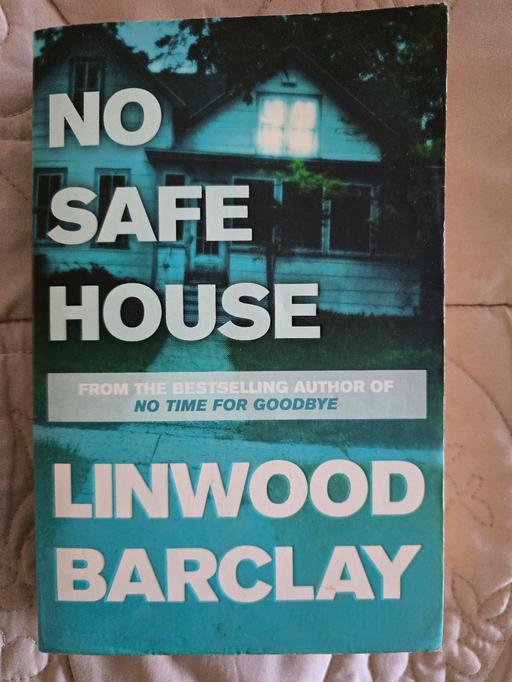 NO
SAFE
HOUSE
FROM THE BESTSELLING AUTHOR OF
NO TIME FOR GOODBYE
LINWOOD
BARCLAY